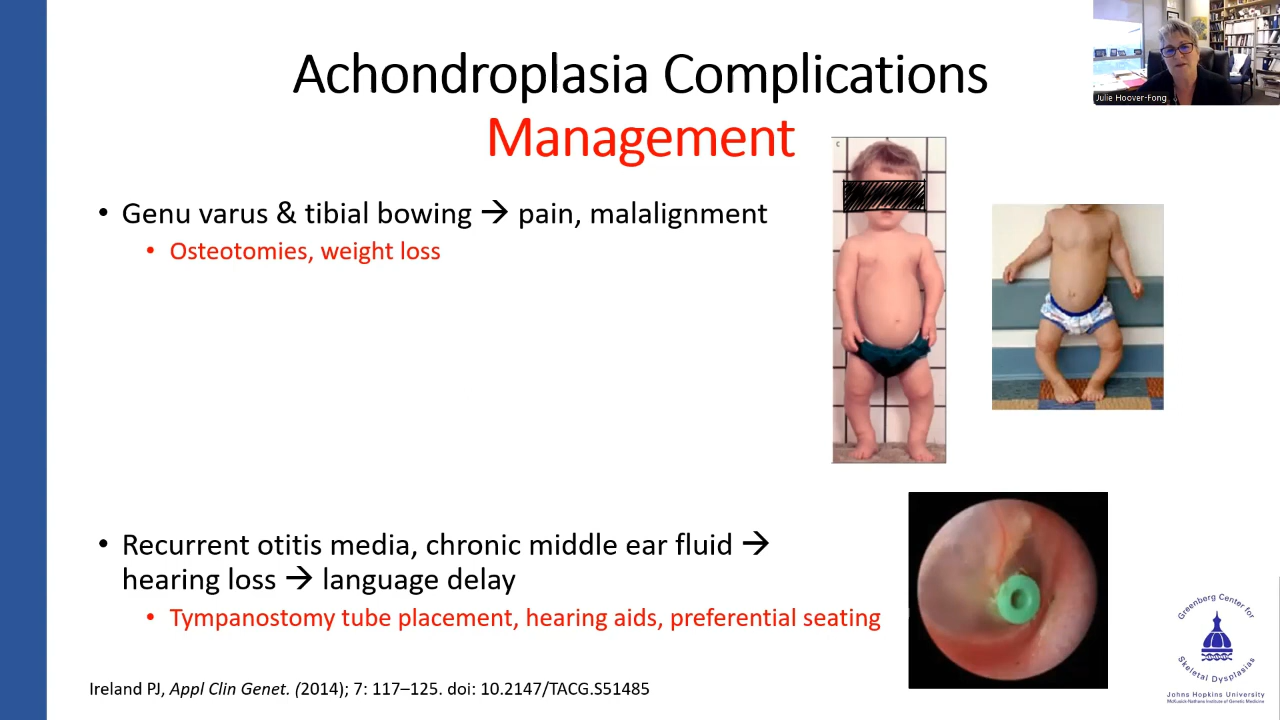 Achondroplasia Complications
Management
Julie Hoover-Fong
C
• Genu varus & tibial bowing → pain, malalignment
• Osteotomies, weight loss
• Recurrent otitis media, chronic middle ear fluid →
hearing loss → language delay
• Tympanostomy tube placement, hearing aids, preferential seating
Ireland PJ, Appl Clin Genet. (2014); 7: 117–125. doi: 10.2147/TACG.S51485
Greenberg Center for
Skeletal Dysplasias
Johns Hopkins University
McKusick-Nathans Institute of Genetic Medicine